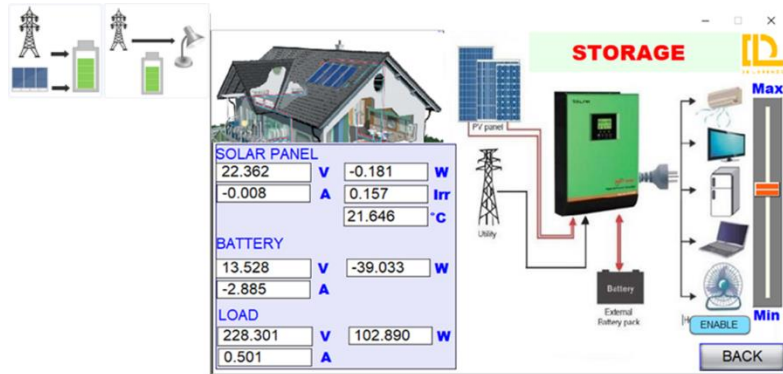 STORAGE
Max
SOLAR PANEL
22.362 V -0.181 W
-0.008 A 0.157 Irr
21.646 °C
BATTERY
13.528 V -39.033 W
-2.885 A
LOAD
228.301 V 102.890 W
0.501 A
PV panel
Utility
Battery
External
Battery pack
Min
ENABLE
BACK